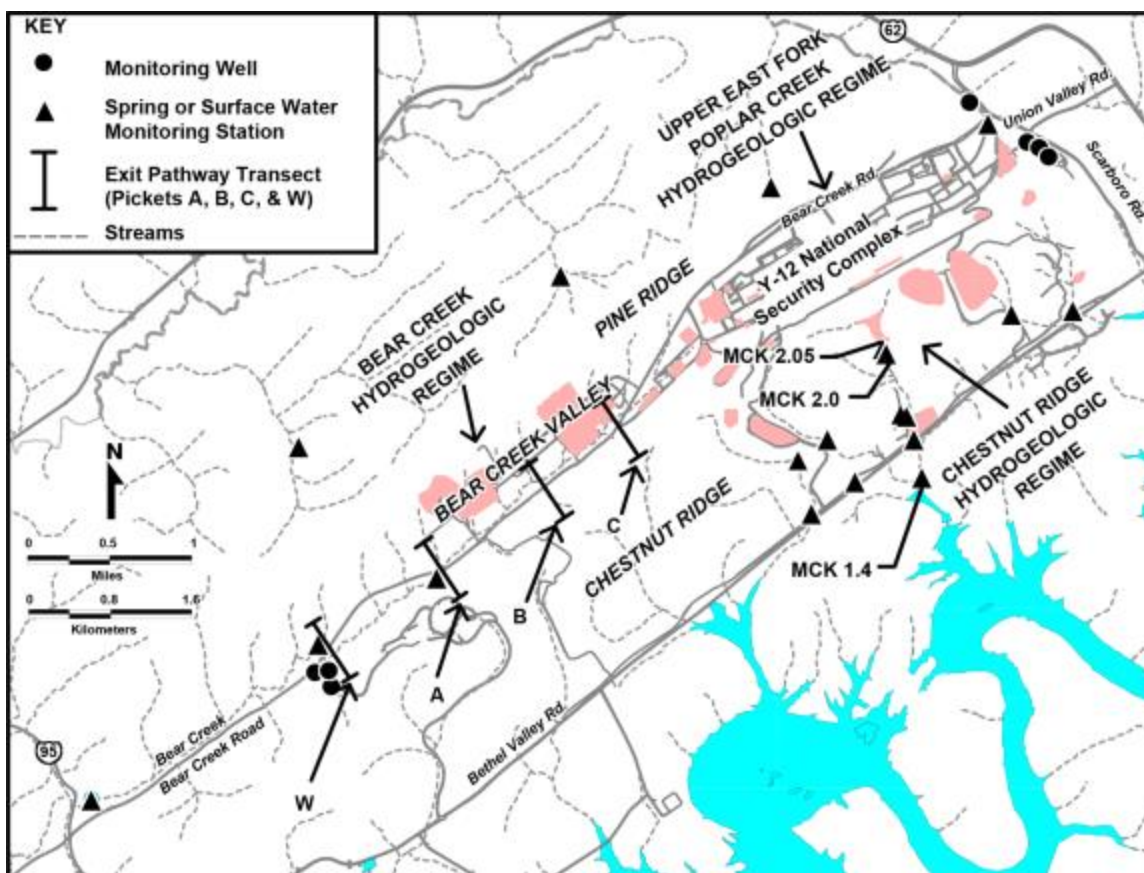 KEY
Monitoring Well
Spring or Surface Water
Monitoring Station
Exit Pathway Transect
(Pickets A, B, C, & W)
Streams
62
UPPER EAST FORK
POPLAR CREEK
HYDROGEOLOGIC REGIME
Union Valley Rd.
Scarboro Rd.
Bear Creek Rd.
Y-12 National
Security Complex
PINE RIDGE
BEAR CREEK
HYDROGEOLOGIC
REGIME
MCK 2.05
MCK 2.0
BEAR CREEK VALLEY
CHESTNUT RIDGE
HYDROGEOLOGIC
REGIME
N
C
CHESTNUT RIDGE
0 0.5 1
Miles
0 0.8 1.6
Kilometers
MCK 1.4
B
A
Bear Creek
Bear Creek Road
Bethel Valley Rd.
95
W